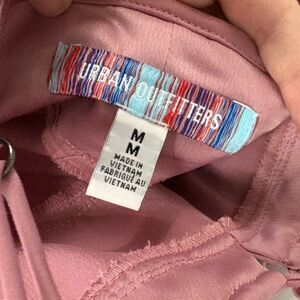 URBAN OUTFITTERS
M
M
MADE IN
VIETNAM
FABRIQUÉ AU
VIETNAM